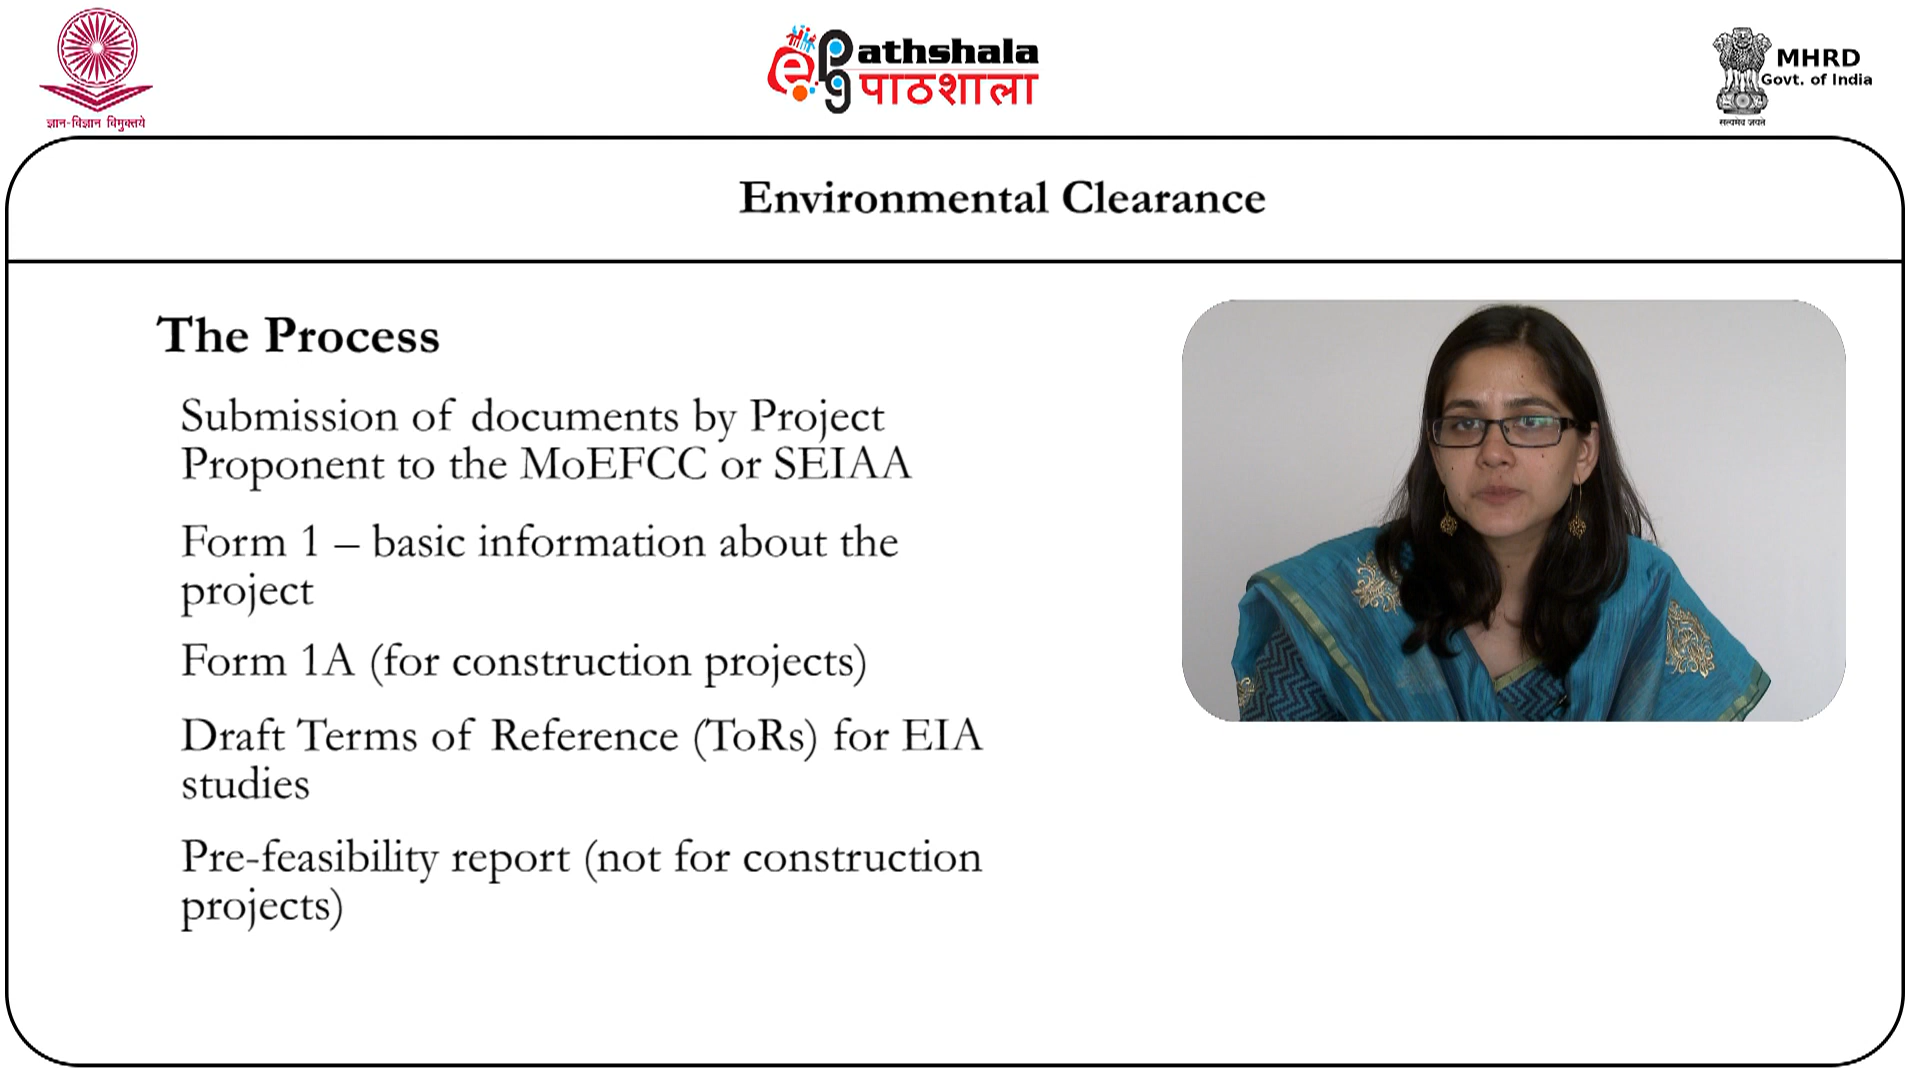 ज्ञान-विज्ञान विमुक्तये
e
pg
athshala
पाठशाला
MHRD
Govt. of India
सत्यमेव जयते
Environmental Clearance
The Process
Submission of documents by Project
Proponent to the MoEFCC or SEIAA
Form 1 – basic information about the
project
Form 1A (for construction projects)
Draft Terms of Reference (ToRs) for EIA
studies
Pre-feasibility report (not for construction
projects)